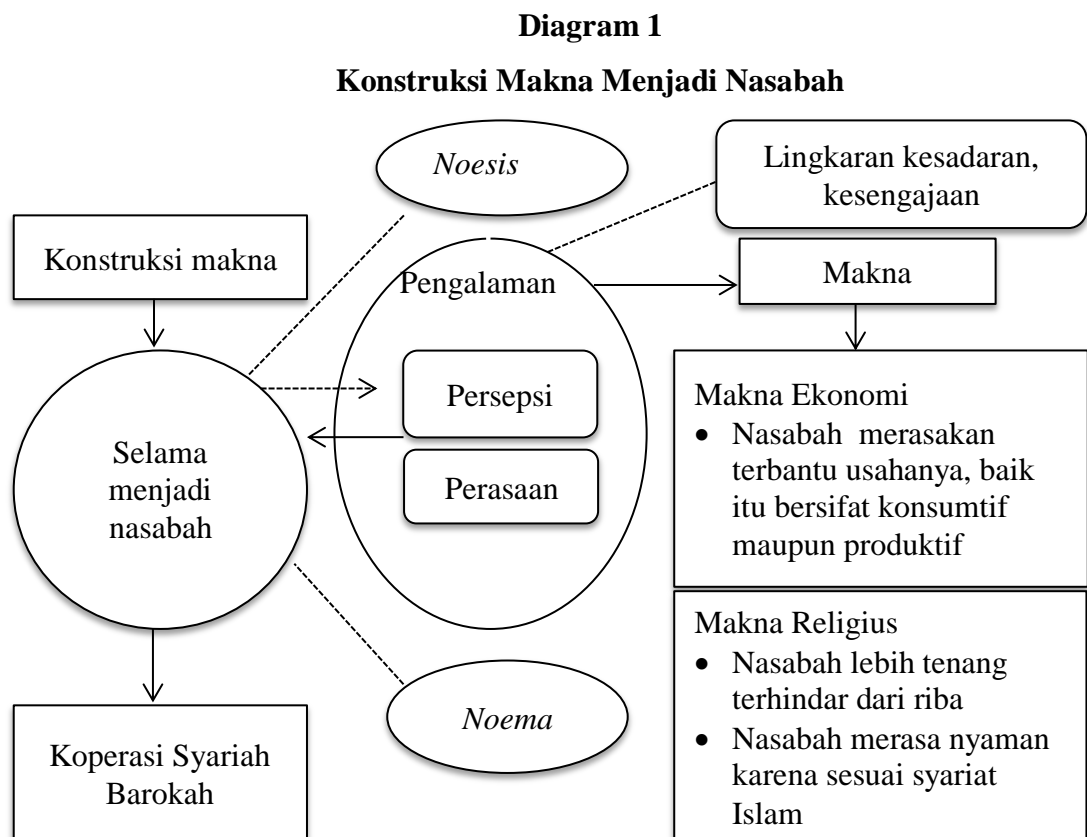 Diagram 1
Konstruksi Makna Menjadi Nasabah
Noesis
Lingkaran kesadaran,
kesengajaan
Konstruksi makna
Pengalaman
Makna
Persepsi
Perasaan
Selama
menjadi
nasabah
Makna Ekonomi
• Nasabah merasakan
terbantu usahanya, baik
itu bersifat konsumtif
maupun produktif
Makna Religius
• Nasabah lebih tenang
terhindar dari riba
• Nasabah merasa nyaman
karena sesuai syariat
Islam
Noema
Koperasi Syariah
Barokah